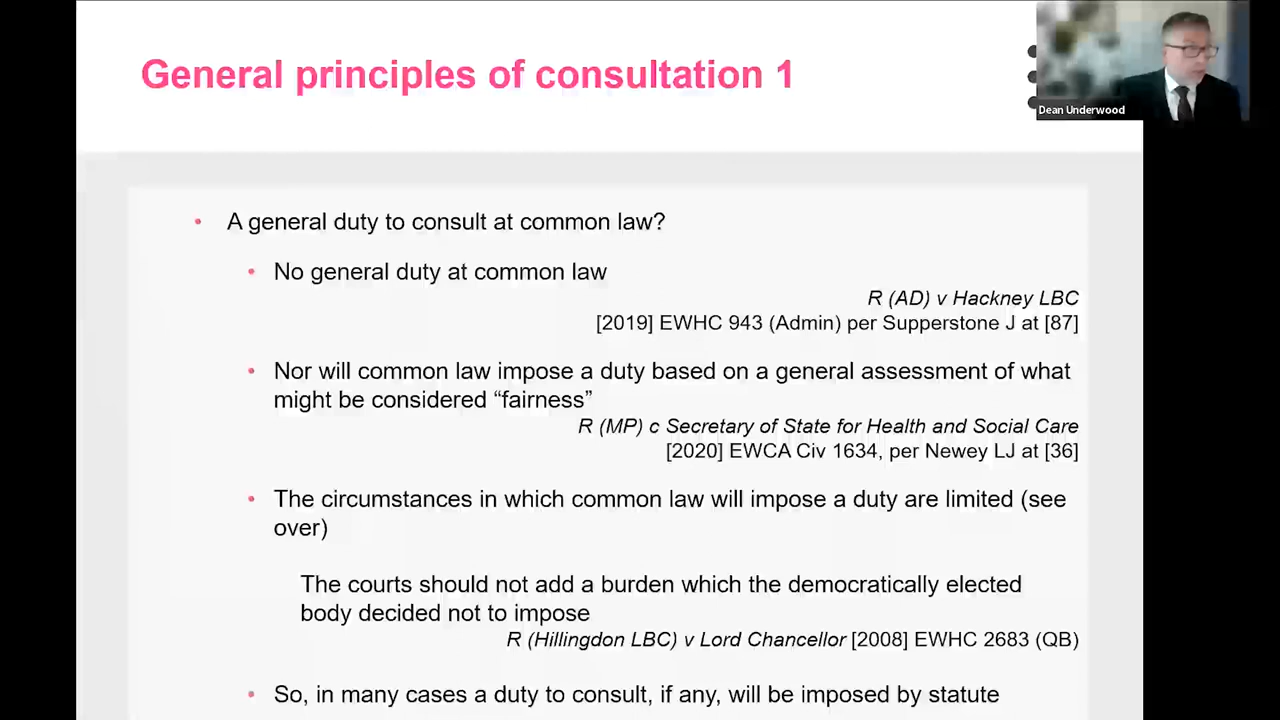 General principles of consultation 1
Dean Underwood
• A general duty to consult at common law?
• No general duty at common law
R (AD) v Hackney LBC
[2019] EWHC 943 (Admin) per Supperstone J at [87]
• Nor will common law impose a duty based on a general assessment of what
might be considered “fairness”
R (MP) c Secretary of State for Health and Social Care
[2020] EWCA Civ 1634, per Newey LJ at [36]
• The circumstances in which common law will impose a duty are limited (see
over)
The courts should not add a burden which the democratically elected
body decided not to impose
R (Hillingdon LBC) v Lord Chancellor [2008] EWHC 2683 (QB)
• So, in many cases a duty to consult, if any, will be imposed by statute